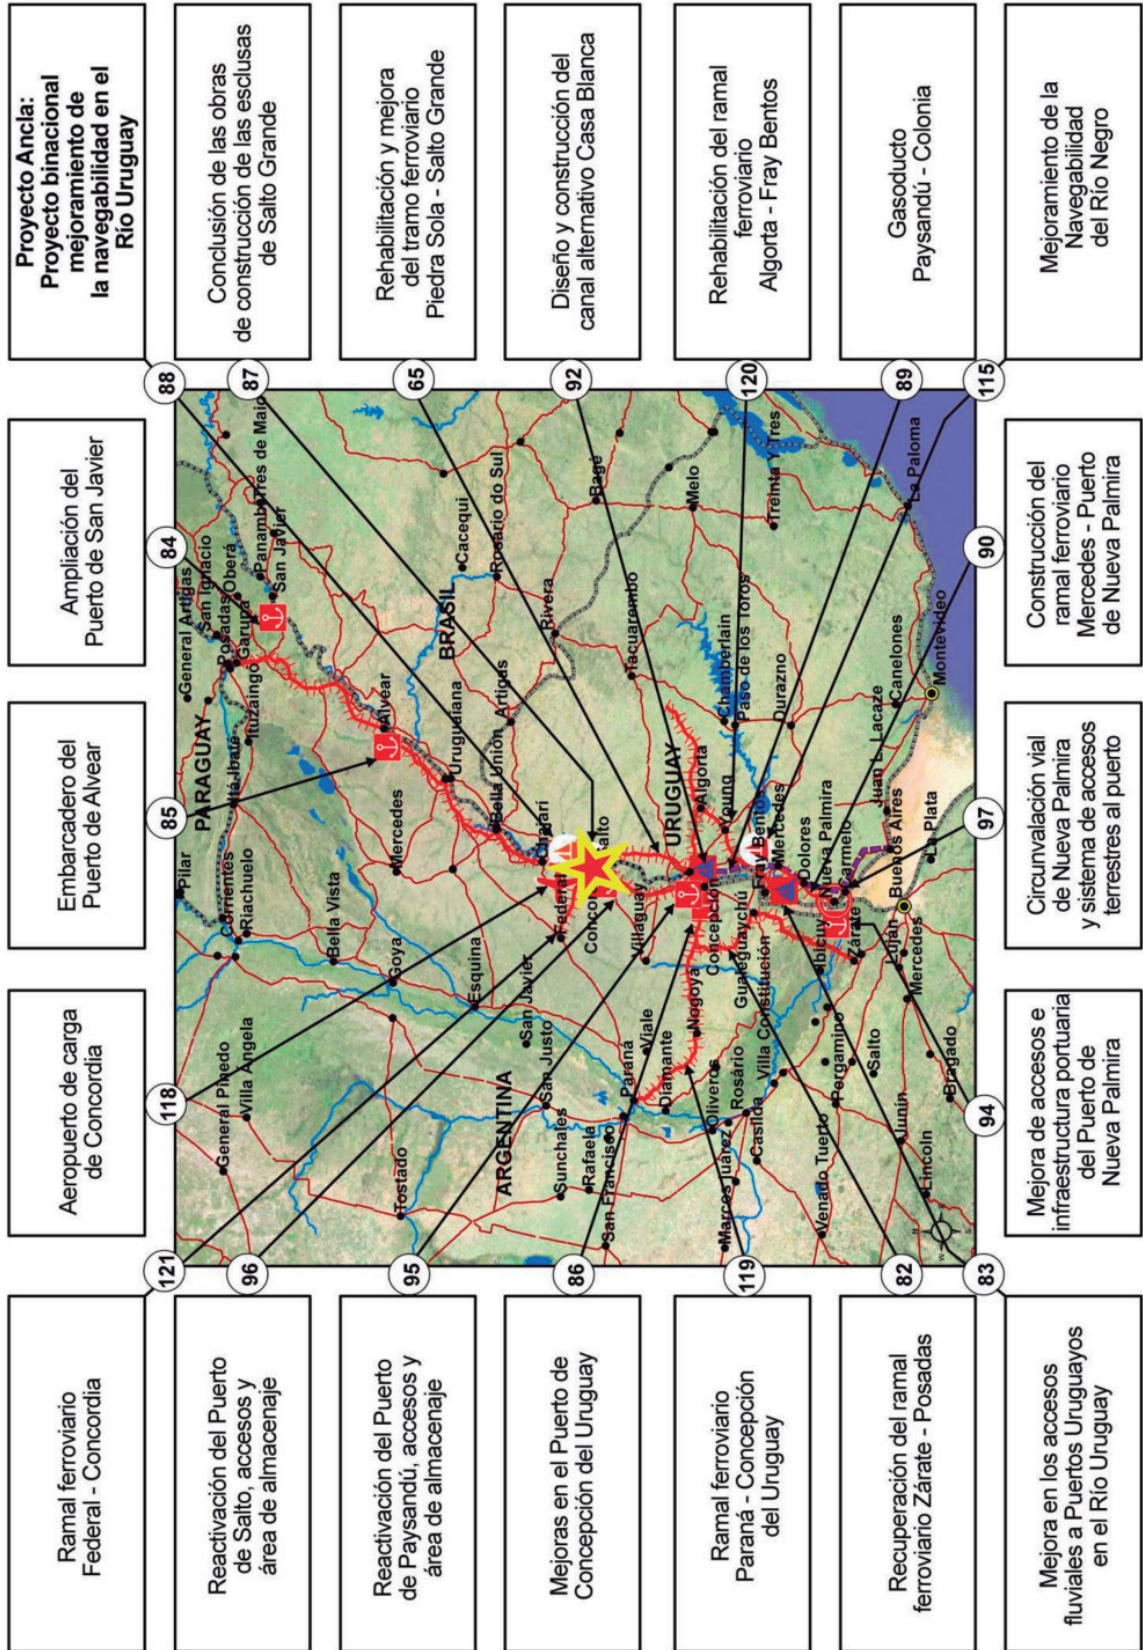 Ramal ferroviario
Federal - Concordia
Aeropuerto de carga
de Concordia
Embarcadero del
Puerto de Alvear
Ampliación del
Puerto de San Javier
Proyecto Ancla:
Proyecto binacional
mejoramiento de
la navegabilidad en el
Río Uruguay
Reactivación del Puerto
de Salto, accesos y
área de almacenaje
Reactivación del Puerto
de Paysandú, accesos y
área de almacenaje
Mejoras en el Puerto de
Concepción del Uruguay
Ramal ferroviario
Paraná - Concepción
del Uruguay
Recuperación del ramal
ferroviario Zárate - Posadas
Mejora en los accesos
fluviales a Puertos Uruguayos
en el Río Uruguay
Conclusión de las obras
de construcción de las esclusas
de Salto Grande
Rehabilitación y mejora
del tramo ferroviario
Piedra Sola - Salto Grande
Diseño y construcción del
canal alternativo Casa Blanca
Rehabilitación del ramal
ferroviario
Algorta - Fray Bentos
Gasoducto
Paysandú - Colonia
Mejoramiento de la
Navegabilidad
del Río Negro
Mejora de accesos e
infraestructura portuaria
del Puerto de
Nueva Palmira
Circunvalación vial
de Nueva Palmira
y sistema de accesos
terrestres al puerto
Construcción del
ramal ferroviario
Mercedes - Puerto
de Nueva Palmira
121
118
85
84
88
96
87
95
65
86
92
119
120
82
89
83
94
97
90
115
Pilar
General Artigas
PARAGUAY
San Ignacio
General Pinedo
Corrientes
Itá Ibaté
Posadas
Oberá
Panambí
Tres de Maio
Villa Angela
Riachuelo
Ituzaingó
Garupa
San Javier
Bella Vista
Alvear
Tostado
Goya
Mercedes
Uruguaiana
BRASIL
Cacequi
Esquina
Bella Unión
Artigas
Rosario do Sul
ARGENTINA
San Javier
San Justo
Chajarí
Rivera
Sunchales
Federal
Rafaela
Concor
alto
Bagé
San Francisco
Paraná
Villaguay
Tacuarembo
Viale
Diamante
URUGUAY
Nogoyá
Algorta
Melo
Oliveros
Concepción
Marcos Juárez
Rosário
Young
Chamberlain
Gualeguaychú
Paso de los Toros
Casilda
Villa Constitución
Fray Bentos
Mercedes
Treinta Y Tres
Durazno
Dolores
Ibicuy
Venado Tuerto
Pergamino
Nueva Palmira
Carmelo
Zárate
Salto
Juan L. Lacaze
Canelones
Junin
Luján
Buenos Aires
La Paloma
Lincoln
Mercedes
Montevideo
Bragado
La Plata
N
W
E
S